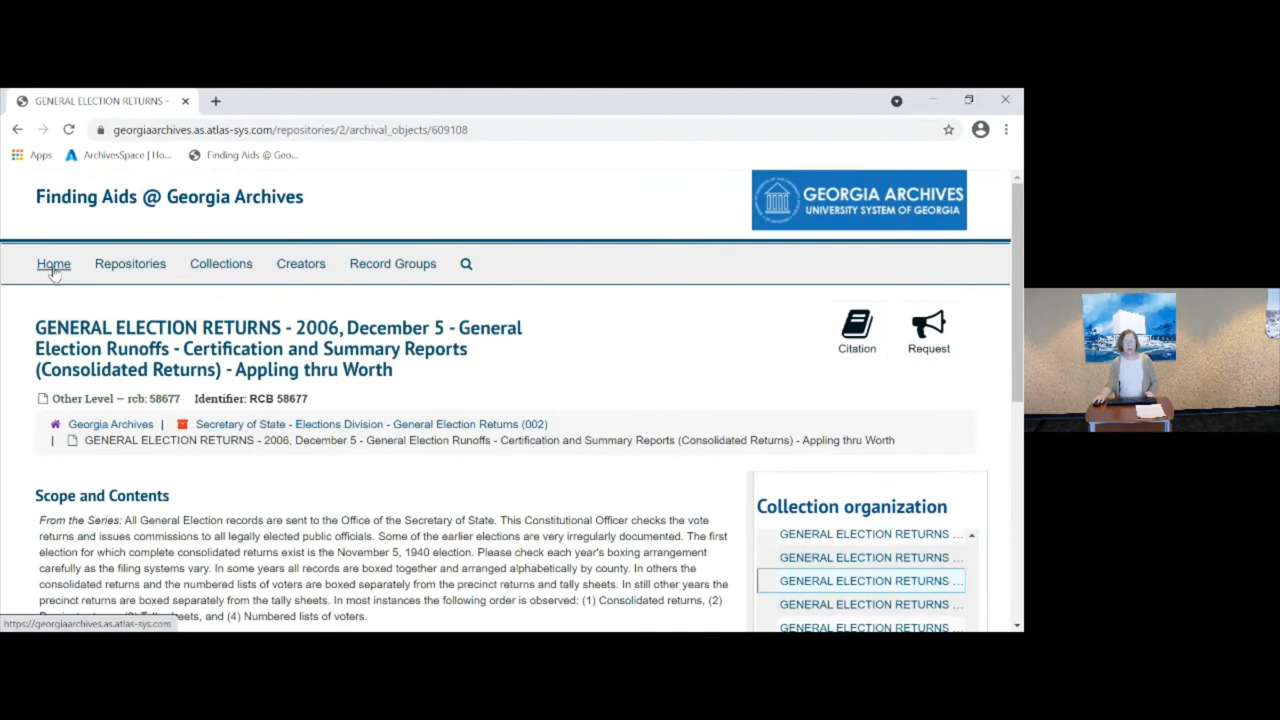 GENERAL ELECTION RETURNS -
georgiaarchives.as.atlas-sys.com/repositories/2/archival_objects/609108
Apps ArchivesSpace | Ho... Finding Aids @ Geo...
Finding Aids @ Georgia Archives
GEORGIA ARCHIVES
UNIVERSITY SYSTEM OF GEORGIA
Home Repositories Collections Creators Record Groups
GENERAL ELECTION RETURNS - 2006, December 5 - General
Election Runoffs - Certification and Summary Reports
(Consolidated Returns) - Appling thru Worth
Citation Request
Other Level — rcb: 58677 Identifier: RCB 58677
Georgia Archives | Secretary of State - Elections Division - General Election Returns (002)
| GENERAL ELECTION RETURNS - 2006, December 5 - General Election Runoffs - Certification and Summary Reports (Consolidated Returns) - Appling thru Worth
Scope and Contents
From the Series: All General Election records are sent to the Office of the Secretary of State. This Constitutional Officer checks the vote
returns and issues commissions to all legally elected public officials. Some of the earlier elections are very irregularly documented. The first
election for which complete consolidated returns exist is the November 5, 1940 election. Please check each year's boxing arrangement
carefully as the filing systems vary. In some years all records are boxed together and arranged alphabetically by county. In others the
consolidated returns and the numbered lists of voters are boxed separately from the precinct returns and tally sheets. In still other years the
precinct returns are boxed separately from the tally sheets. In most instances the following order is observed: (1) Consolidated returns, (2)
and (4) Numbered lists of voters.
Collection organization
GENERAL ELECTION RETURNS ...
GENERAL ELECTION RETURNS ...
GENERAL ELECTION RETURNS ...
GENERAL ELECTION RETURNS ...
GENERAL ELECTION RETURNS ...
https://georgiaarchives.as.atlas-sys.com